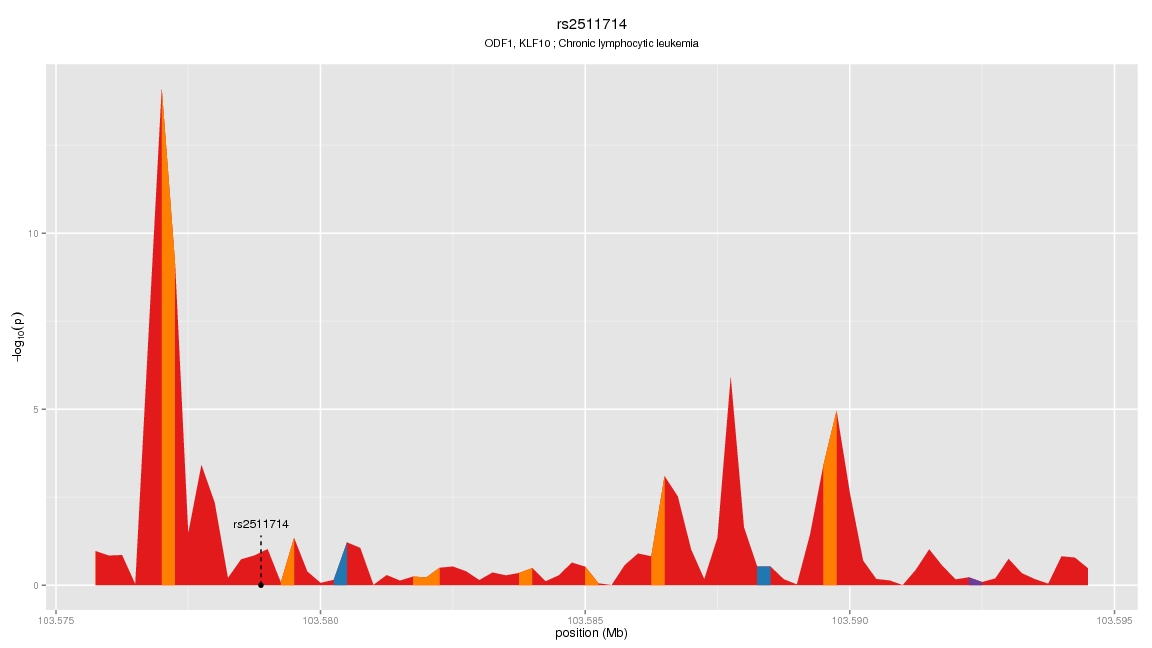 rs2511714
ODF1, KLF10 ; Chronic lymphocytic leukemia
−log10(p)
10
5
0
rs2511714
103.575 103.580 103.585 103.590 103.595
position (Mb)